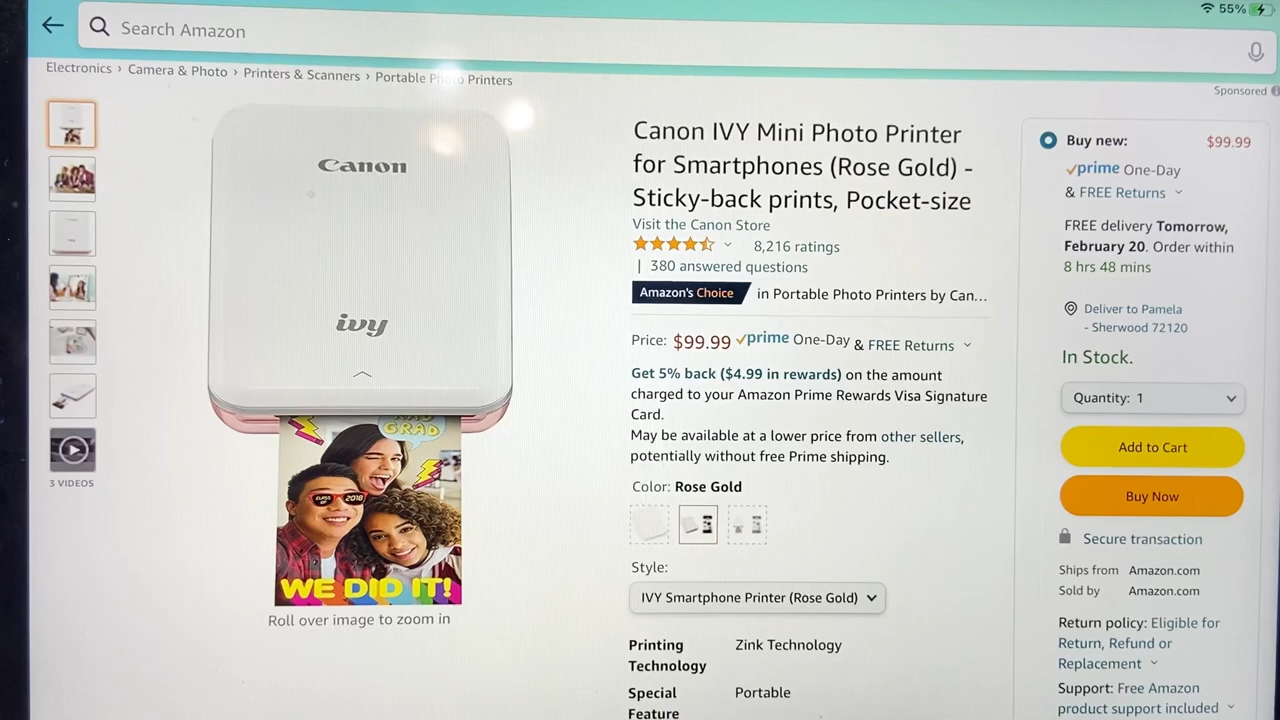 55%
Search Amazon
Electronics › Camera & Photo › Printers & Scanners › Portable Photo Printers
Sponsored
Canon
ivy
GRAD
CLASS OF 2018
WE DID IT!
Roll over image to zoom in
3 VIDEOS
Canon IVY Mini Photo Printer
for Smartphones (Rose Gold) -
Sticky-back prints, Pocket-size
Visit the Canon Store
8,216 ratings
| 380 answered questions
Amazon's Choice in Portable Photo Printers by Can...
Price: $99.99 prime One-Day & FREE Returns
Get 5% back ($4.99 in rewards) on the amount
charged to your Amazon Prime Rewards Visa Signature
Card.
May be available at a lower price from other sellers,
potentially without free Prime shipping.
Color: Rose Gold
Style:
IVY Smartphone Printer (Rose Gold)
Printing Zink Technology
Technology
Special Portable
Feature
Buy new: $99.99
prime One-Day
& FREE Returns
FREE delivery Tomorrow,
February 20. Order within
8 hrs 48 mins
Deliver to Pamela
- Sherwood 72120
In Stock.
Quantity: 1
Add to Cart
Buy Now
Secure transaction
Ships from Amazon.com
Sold by Amazon.com
Return policy: Eligible for
Return, Refund or
Replacement
Support: Free Amazon
product support included